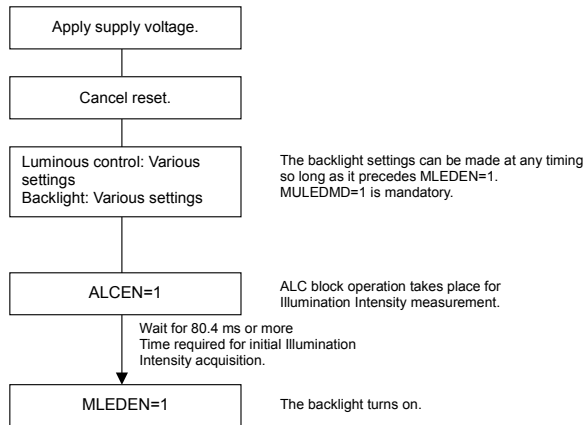 Apply supply voltage.
Cancel reset.
Luminous control: Various
settings
Backlight: Various settings
The backlight settings can be made at any timing
so long as it precedes MLEDEN=1.
MULEDMD=1 is mandatory.
ALCEN=1
ALC block operation takes place for
Illumination Intensity measurement.
Wait for 80.4 ms or more
Time required for initial Illumination
Intensity acquisition.
MLEDEN=1
The backlight turns on.